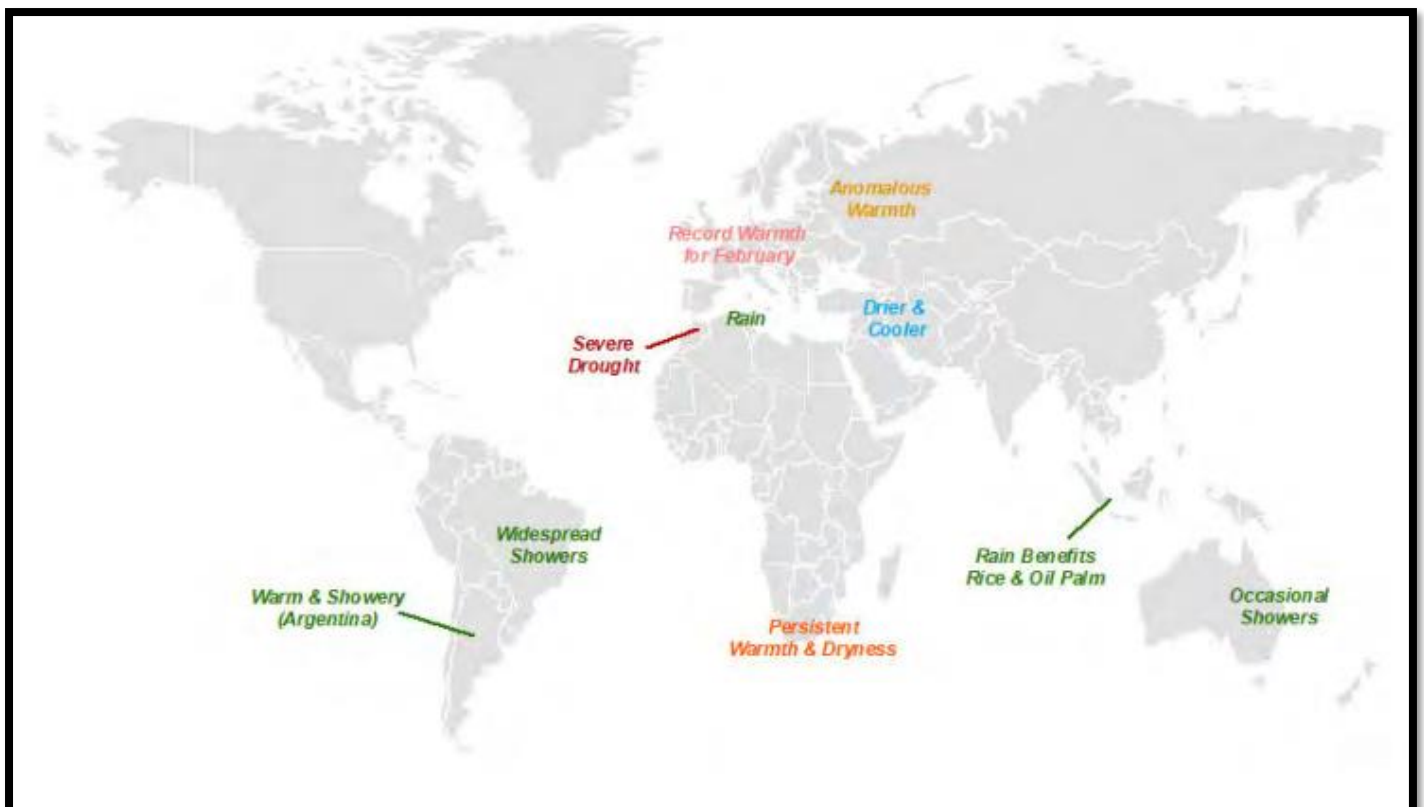 Anomalous
Warmth
Record Warmth
for February
Drier &
Cooler
Rain
Severe
Drought
Widespread
Showers
Rain Benefits
Rice & Oil Palm
Warm & Showery
(Argentina)
Occasional
Showers
Persistent
Warmth & Dryness